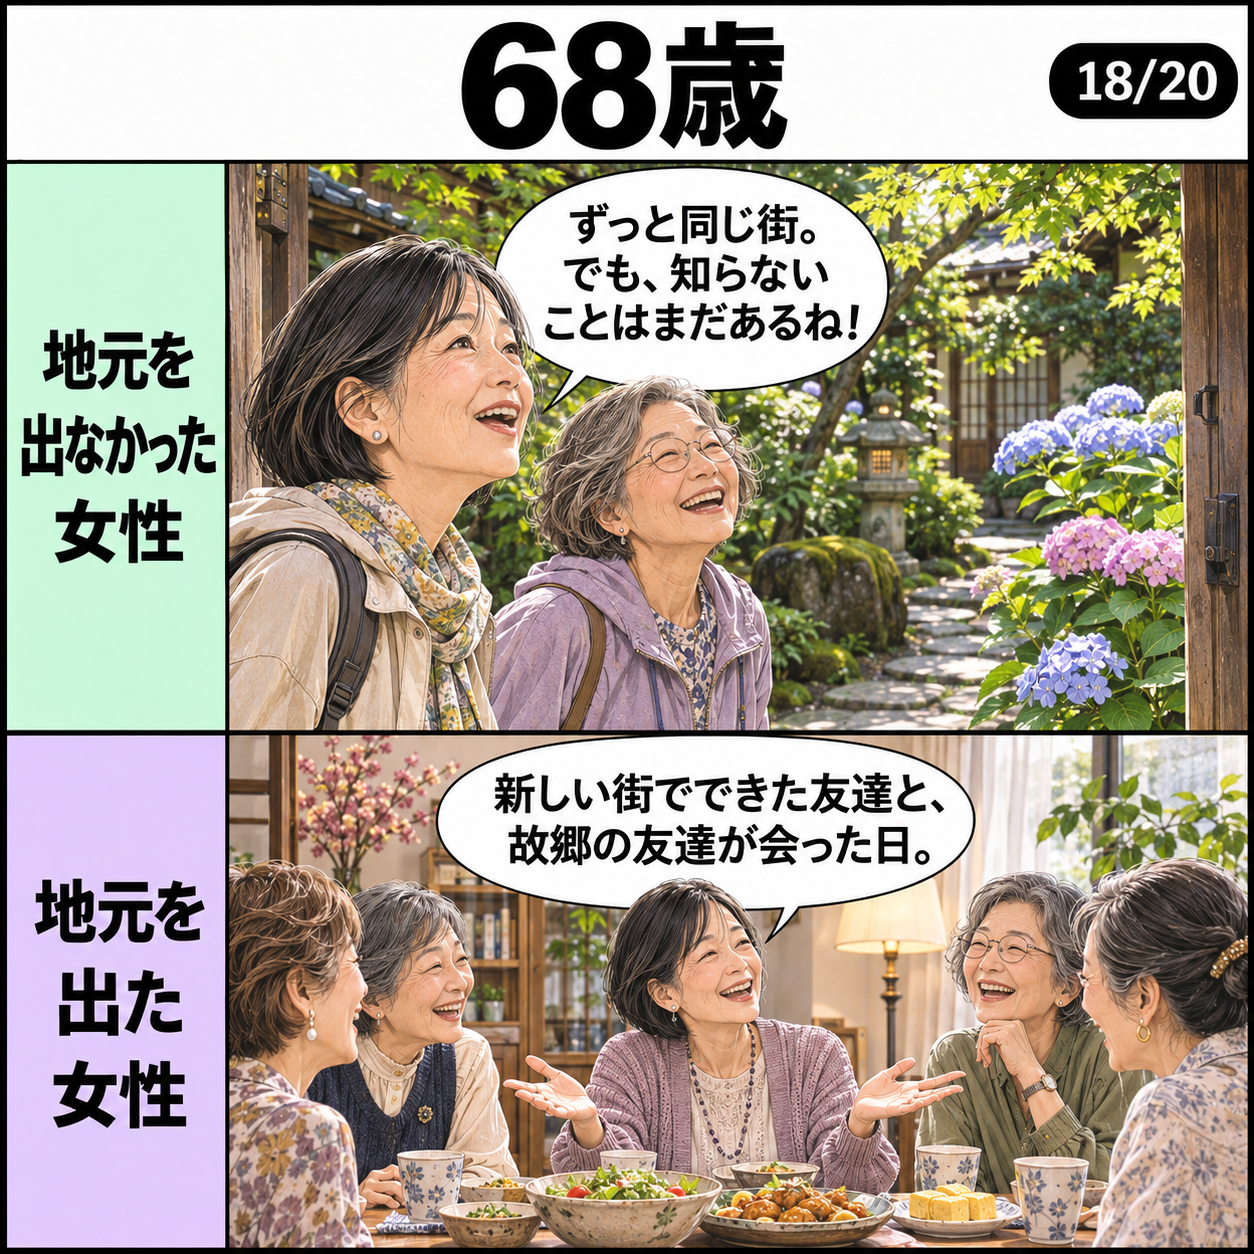 68歳
18/20
地元を
出なかった
女性
ずっと同じ街。
でも、知らない
ことはまだあるね!
地元を
出た
女性
新しい街でできた友達と、
故郷の友達が会った日。